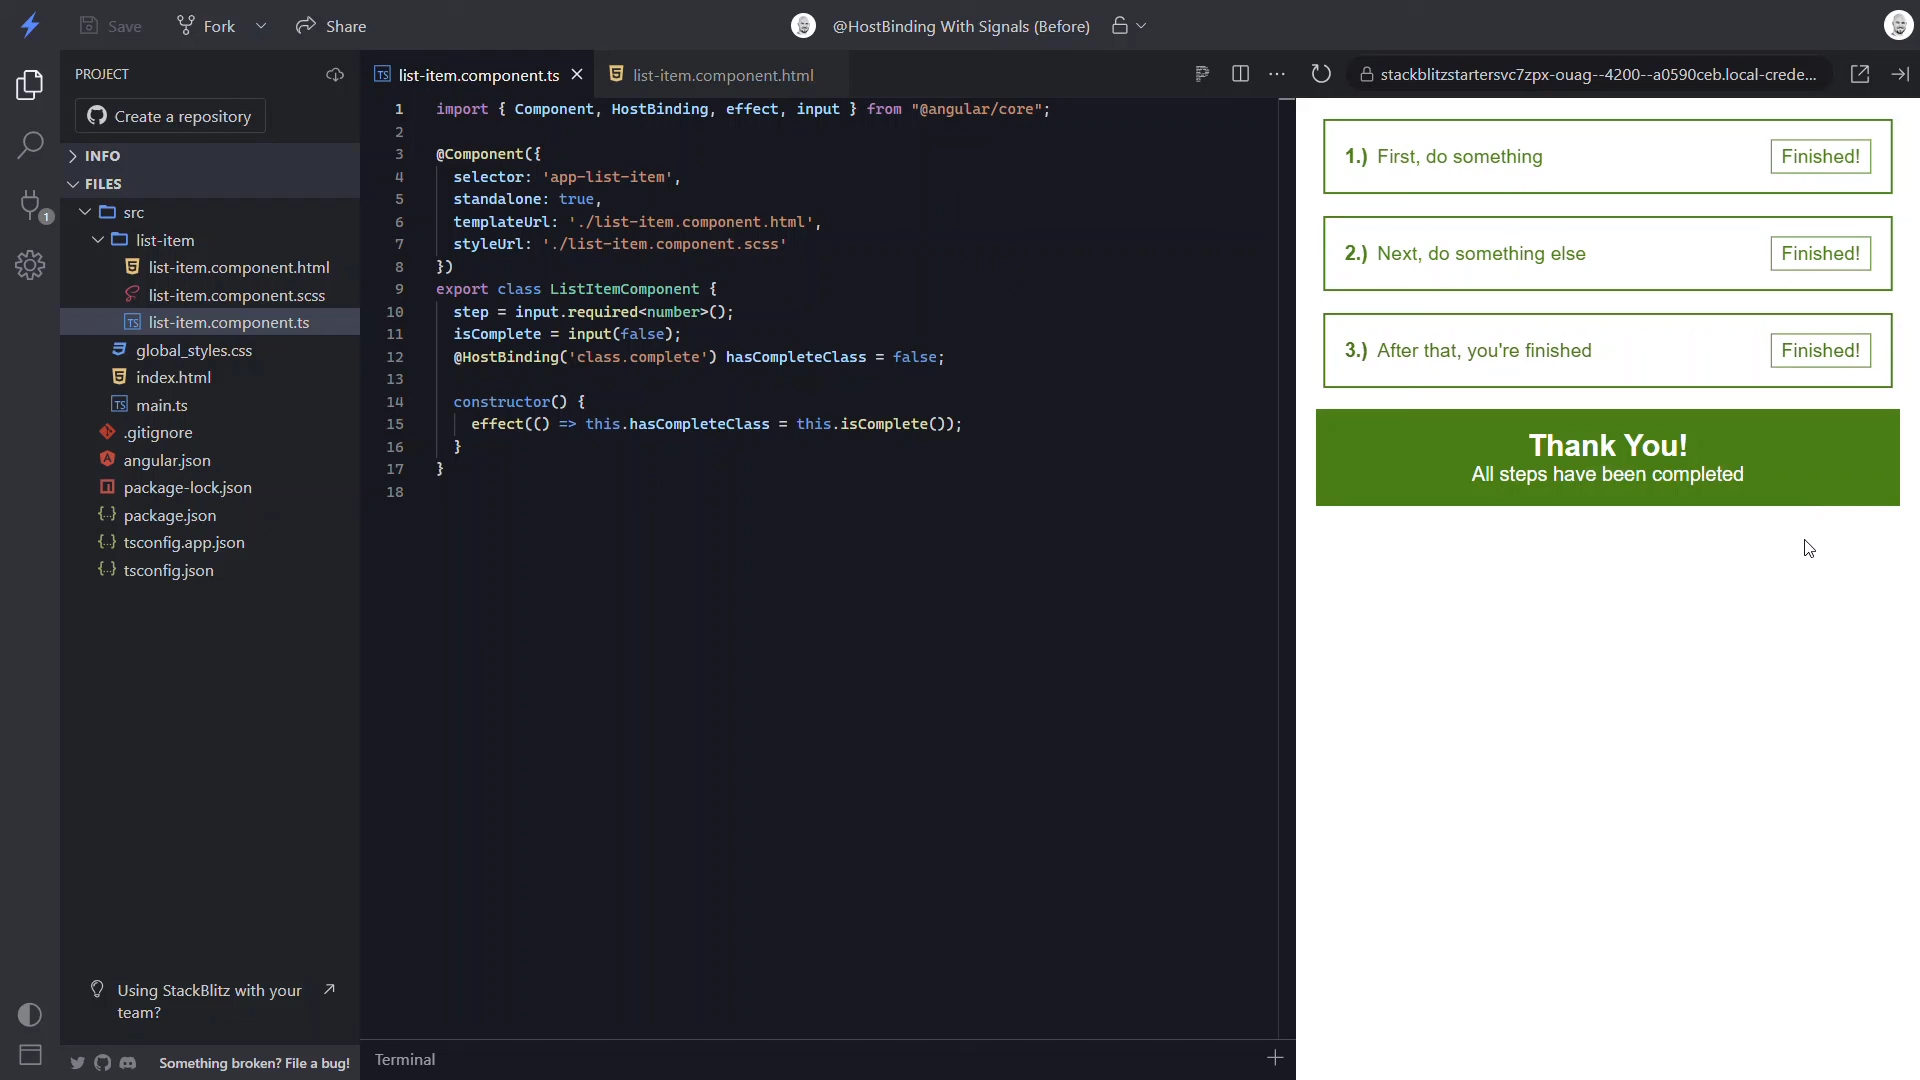 Save
Fork
Share
@HostBinding With Signals (Before)
PROJECT
Create a repository
INFO
FILES
src
list-item
list-item.component.html
list-item.component.scss
list-item.component.ts
global_styles.css
index.html
main.ts
.gitignore
angular.json
package-lock.json
package.json
tsconfig.app.json
tsconfig.json
1
Using StackBlitz with your
team?
Something broken? File a bug!
list-item.component.ts
list-item.component.html
1 import { Component, HostBinding, effect, input } from "@angular/core";
2
3 @Component({
4 selector: 'app-list-item',
5 standalone: true,
6 templateUrl: './list-item.component.html',
7 styleUrl: './list-item.component.scss'
8 })
9 export class ListItemComponent {
10 step = input.required<number>();
11 isComplete = input(false);
12 @HostBinding('class.complete') hasCompleteClass = false;
13
14 constructor() {
15 effect(() => this.hasCompleteClass = this.isComplete());
16 }
17 }
18
Terminal
stackblitzstartersvc7zpx-ouag--4200--a0590ceb.local-crede...
1.) First, do something
Finished!
2.) Next, do something else
Finished!
3.) After that, you're finished
Finished!
Thank You!
All steps have been completed